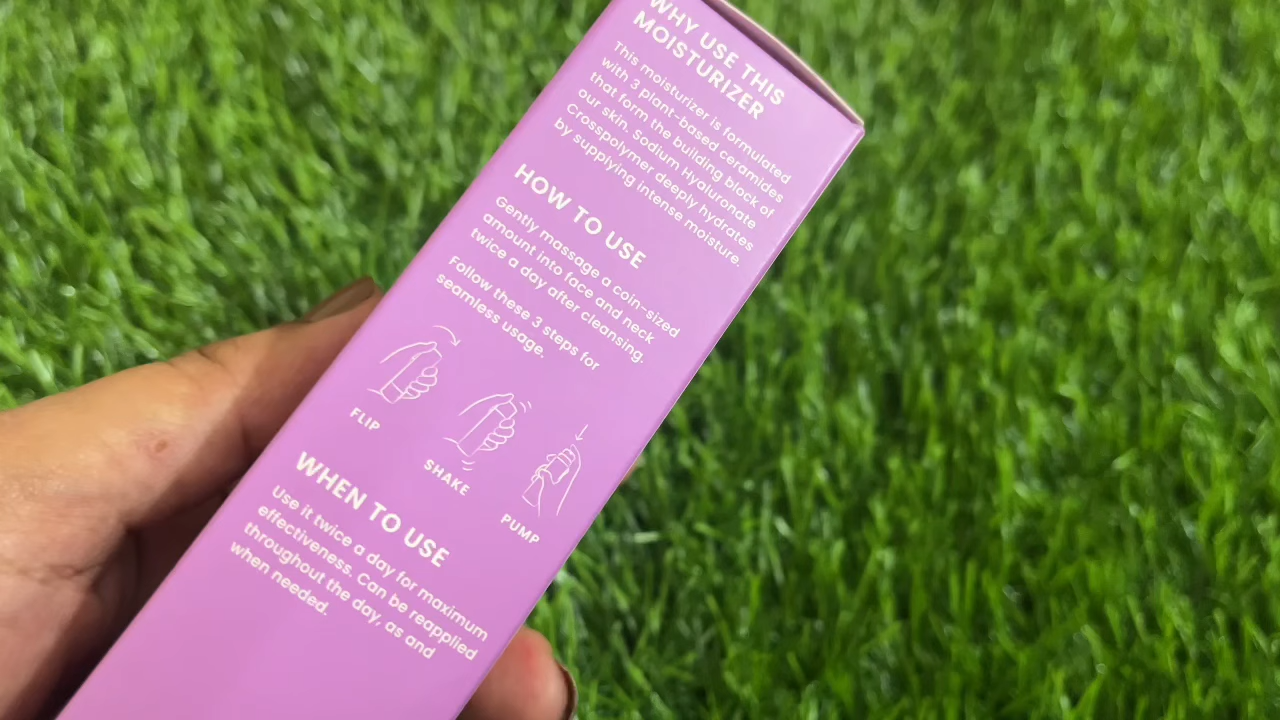 WHY USE THIS
MOISTURIZER
This moisturizer is formulated
with 3 plant-based ceramides
that form the building block of
our skin. Sodium Hyaluronate
Crosspolymer deeply hydrates
by supplying intense moisture.
HOW TO USE
Gently massage a coin-sized
amount into face and neck
twice a day after cleansing.
Follow these 3 steps for
seamless usage.
FLIP
SHAKE
PUMP
WHEN TO USE
Use it twice a day for maximum
effectiveness. Can be reapplied
throughout the day, as and
when needed.